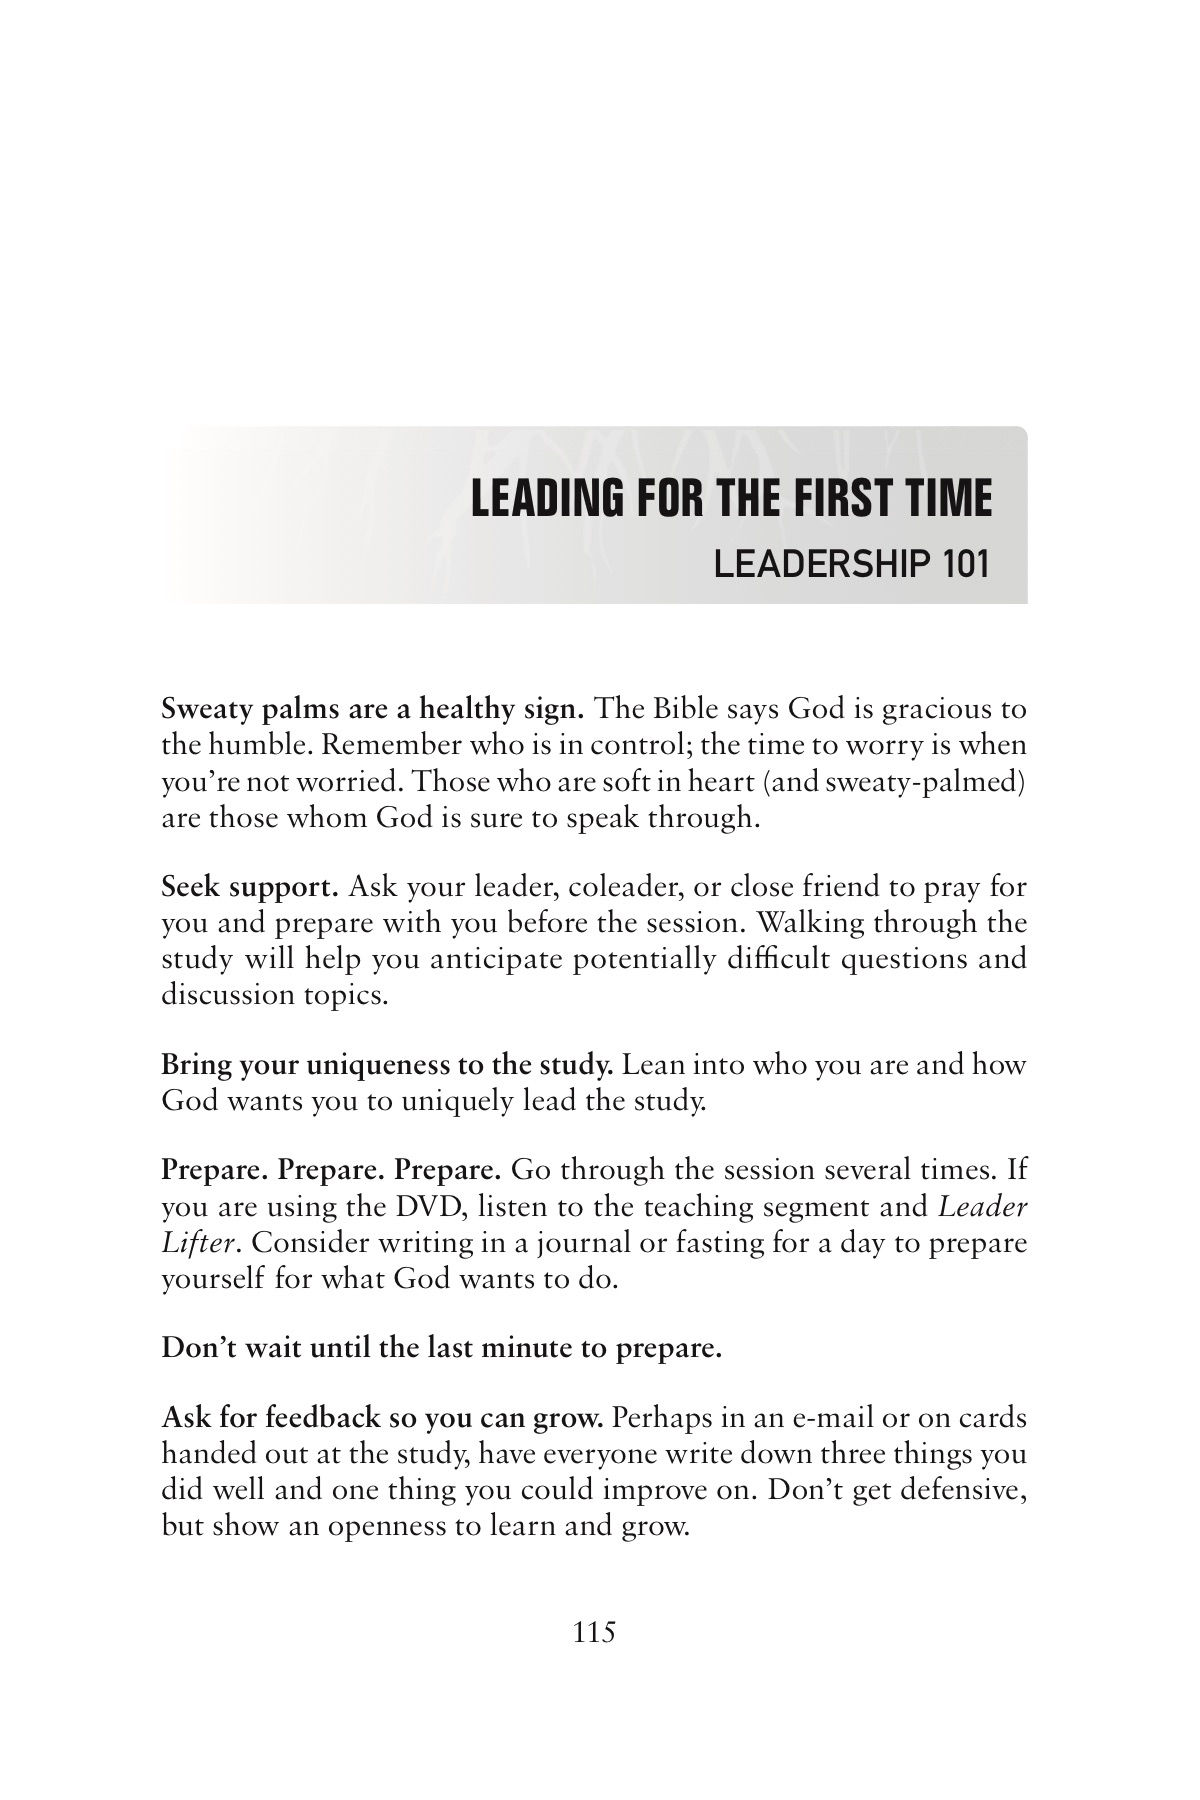 LEADING FOR THE FIRST TIME
LEADERSHIP 101
Sweaty palms are a healthy sign. The Bible says God is gracious to
the humble. Remember who is in control; the time to worry is when
you’re not worried. Those who are soft in heart (and sweaty-palmed)
are those whom God is sure to speak through.
Seek support. Ask your leader, coleader, or close friend to pray for
you and prepare with you before the session. Walking through the
study will help you anticipate potentially difficult questions and
discussion topics.
Bring your uniqueness to the study. Lean into who you are and how
God wants you to uniquely lead the study.
Prepare. Prepare. Prepare. Go through the session several times. If
you are using the DVD, listen to the teaching segment and Leader
Lifter. Consider writing in a journal or fasting for a day to prepare
yourself for what God wants to do.
Don’t wait until the last minute to prepare.
Ask for feedback so you can grow. Perhaps in an e-mail or on cards
handed out at the study, have everyone write down three things you
did well and one thing you could improve on. Don’t get defensive,
but show an openness to learn and grow.
115